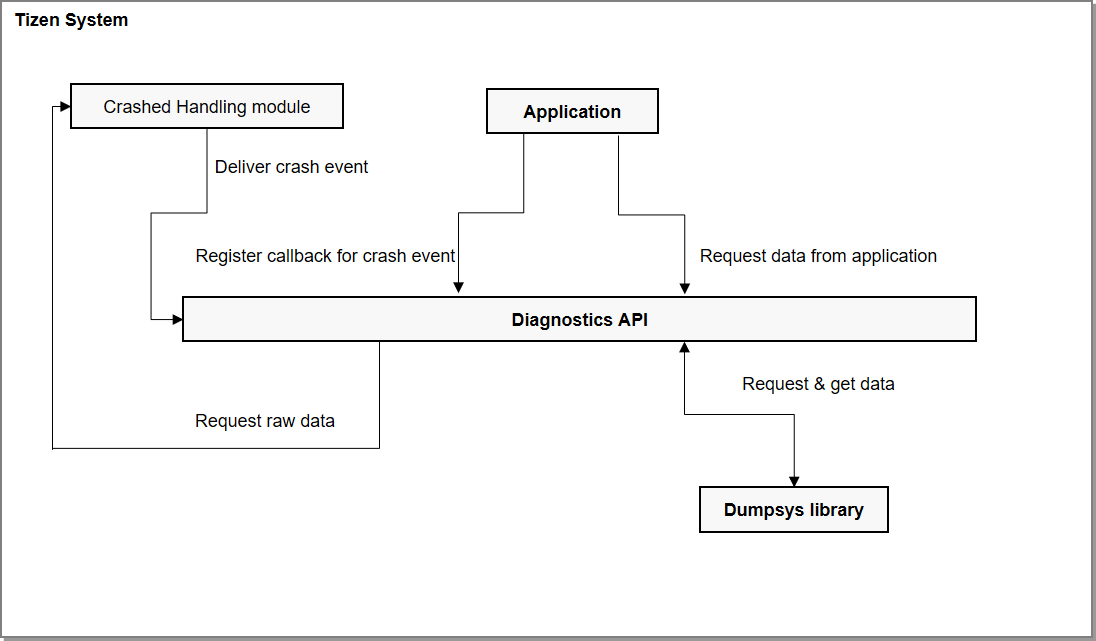 Tizen System
Crashed Handling module
Application
Deliver crash event
Register callback for crash event
Request data from application
Diagnostics API
Request & get data
Request raw data
Dumpsys library